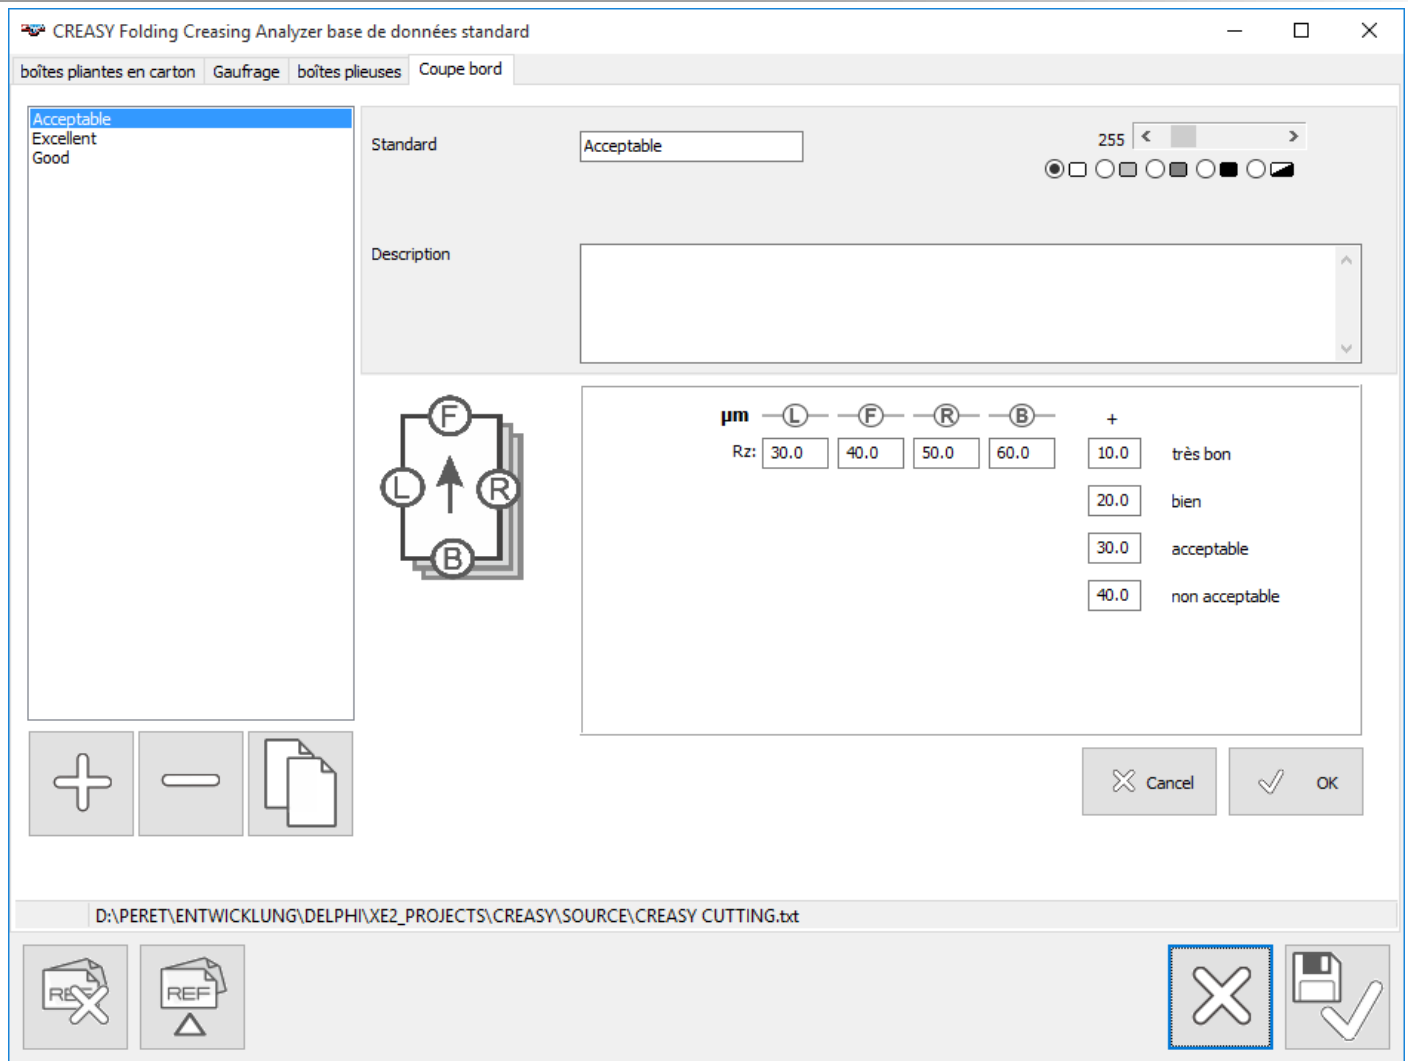 CREASY Folding Creasing Analyzer base de données standard
boîtes pliantes en carton Gaufrage boîtes plieuses Coupe bord
Acceptable
Excellent
Good
Standard Acceptable 255
Description
F
L R
B
µm L F R B +
Rz: 30.0 40.0 50.0 60.0 10.0 très bon
20.0 bien
30.0 acceptable
40.0 non acceptable
Cancel OK
D:\PERET\ENTWICKLUNG\DELPHI\XE2_PROJECTS\CREASY\SOURCE\CREASY CUTTING.txt
REF REF